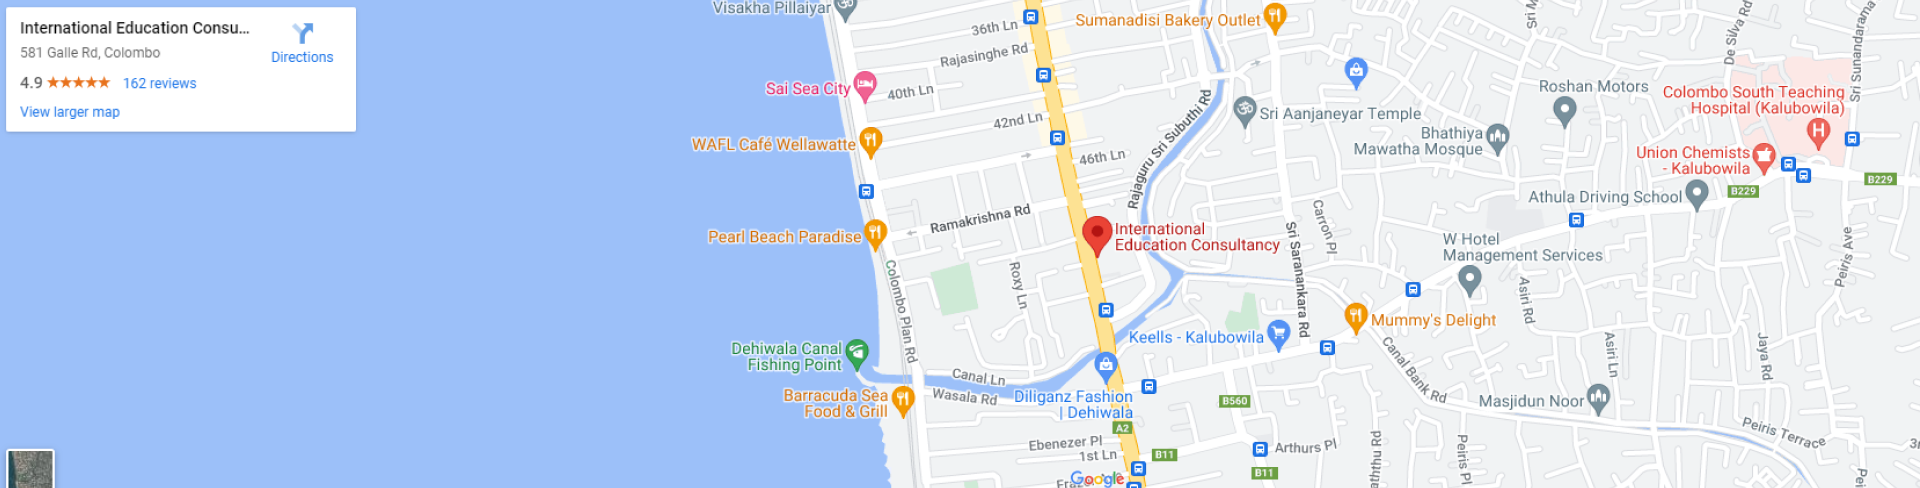 International Education Consu...
581 Galle Rd, Colombo
4.9
162 reviews
View larger map
Directions
Visakha Pillaiyar
36th Ln
Rajasinghe Rd
Sumanadisi Bakery Outlet
Sai Sea City
40th Ln
42nd Ln
WAFL Café Wellawatte
46th Ln
Rajaguru Sri Subuthi Rd
Sri Aanjaneyar Temple
Roshan Motors
Bhathiya
Mawatha Mosque
De Silva Rd
Sri Sundarama
Colombo South Teaching
Hospital (Kalubowila)
H
Union Chemists
- Kalubowila
B229
B229
Athula Driving School
Ramakrishna Rd
Pearl Beach Paradise
International
Education Consultancy
Carron Pl
Sri Saranankara Rd
W Hotel
Management Services
Peiris Ave
Colombo Plan Rd
Roxy Ln
Asiri Rd
Mummy's Delight
Keells - Kalubowila
Dehiwala Canal
Fishing Point
Canal Ln
Wasala Rd
Barracuda Sea
Food & Grill
Diliganz Fashion
| Dehiwala
A2
B560
Canal Bank Rd
Asiri Ln
Jaya Rd
Masjidun Noor
Peiris Terrace
Ebenezer Pl
1st Ln
B11
Arthurs Pl
B11
Peiris Pl
Google